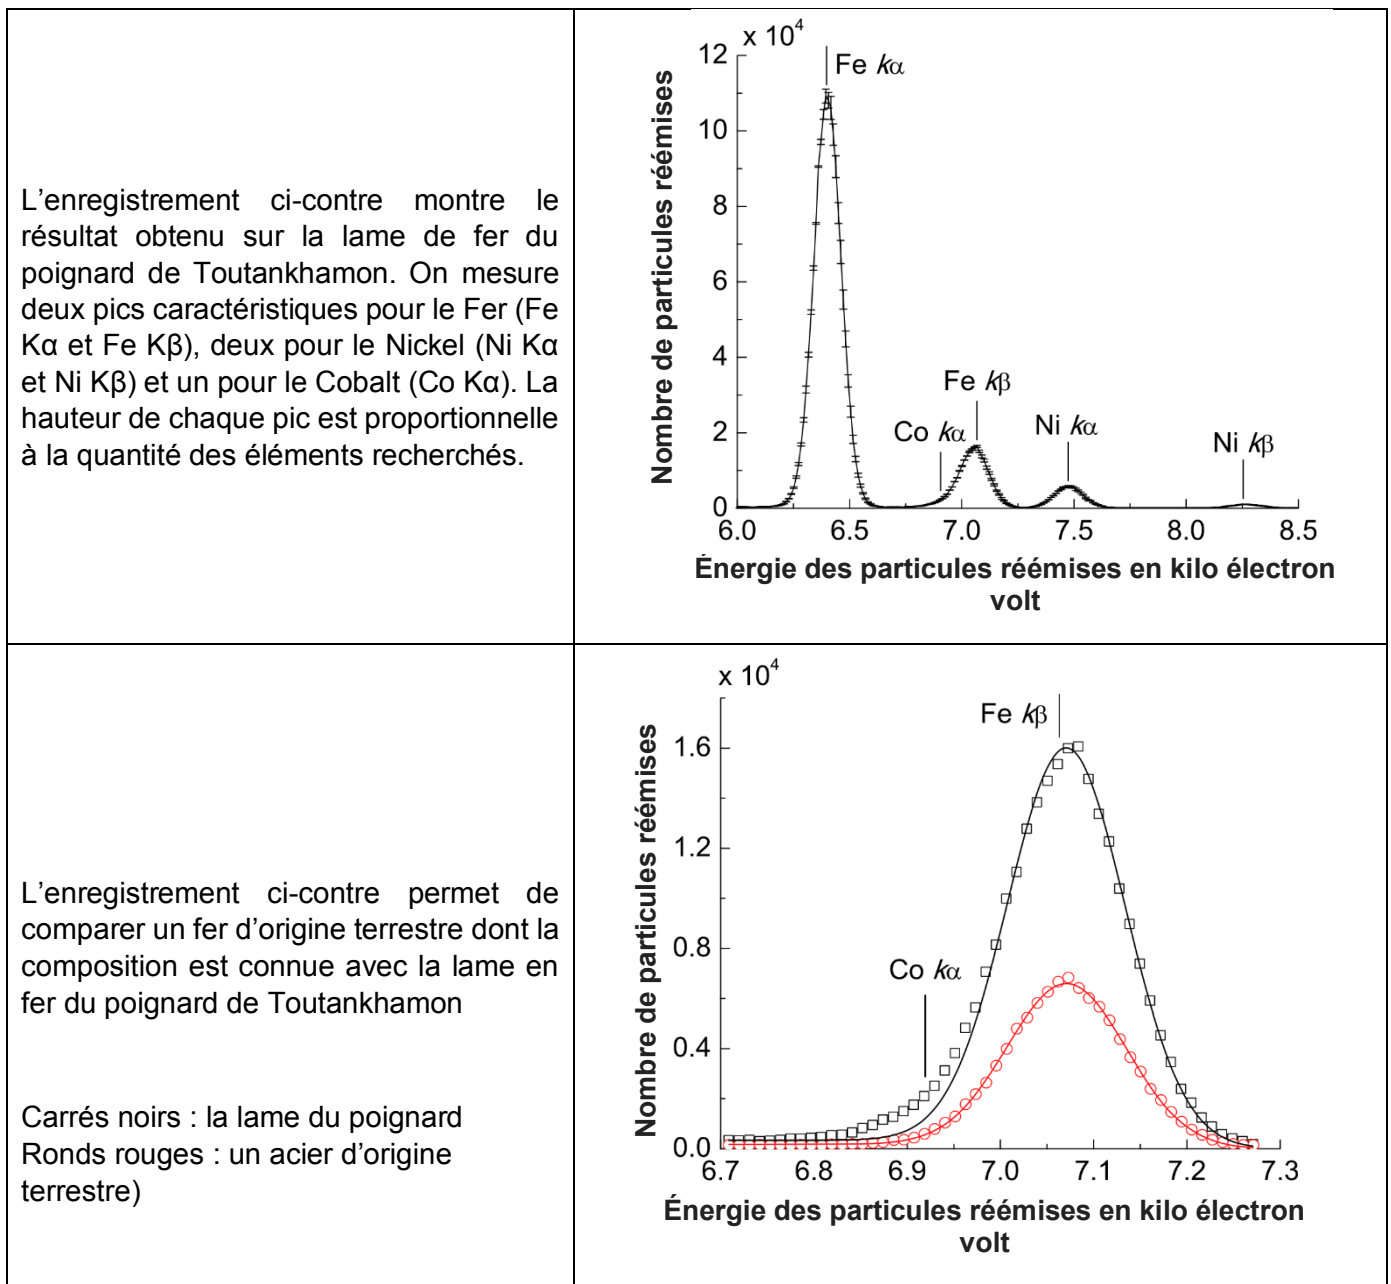 L’enregistrement ci-contre montre le
résultat obtenu sur la lame de fer du
poignard de Toutankhamon. On mesure
deux pics caractéristiques pour le Fer (Fe
Kα et Fe Kβ), deux pour le Nickel (Ni Kα
et Ni Kβ) et un pour le Cobalt (Co Kα). La
hauteur de chaque pic est proportionnelle
à la quantité des éléments recherchés.
x 10⁴
Nombre de particules réémises
12
10
8
6
4
2
0
Fe kα
Co kα
Fe kβ
Ni kα
Ni kβ
6.0 6.5 7.0 7.5 8.0 8.5
Énergie des particules réémises en kilo électron
volt
L’enregistrement ci-contre permet de
comparer un fer d’origine terrestre dont la
composition est connue avec la lame en
fer du poignard de Toutankhamon
Carrés noirs : la lame du poignard
Ronds rouges : un acier d’origine
terrestre)
x 10⁴
Nombre de particules réémises
1.6
1.2
0.8
0.4
0.0
Fe kβ
Co kα
6.7 6.8 6.9 7.0 7.1 7.2 7.3
Énergie des particules réémises en kilo électron
volt